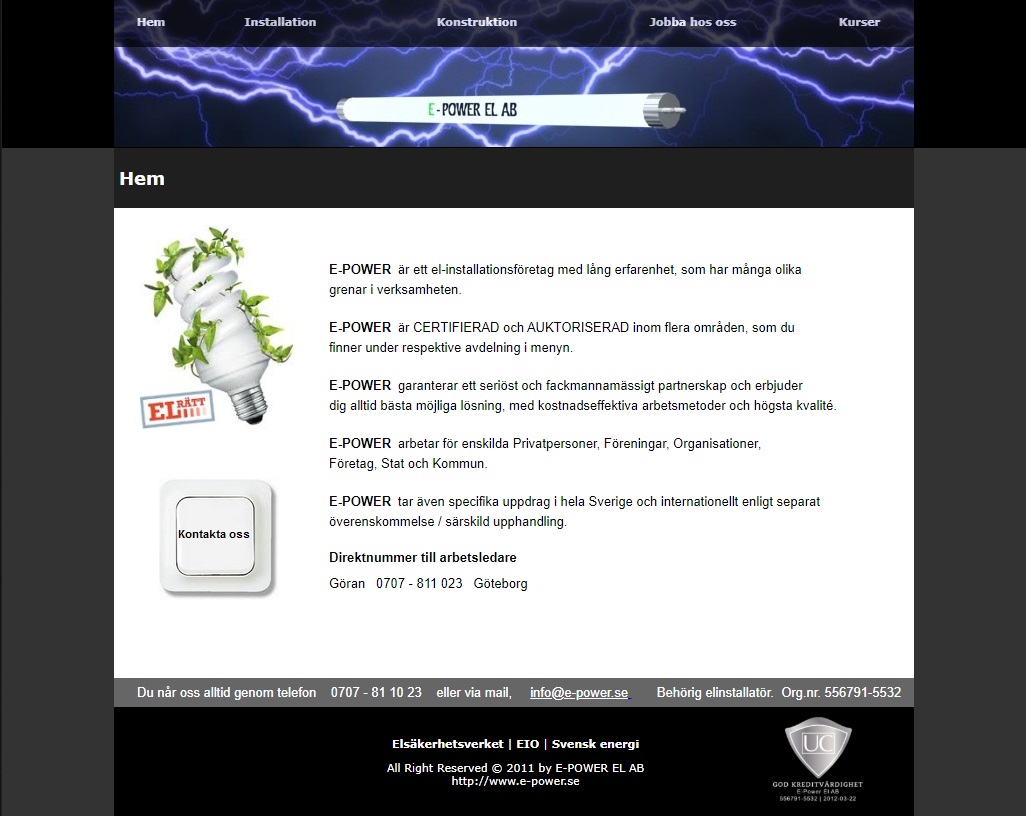 Hem Installation Konstruktion Jobba hos oss Kurser
E-POWER EL AB
Hem
E-POWER är ett el-installationsföretag med lång erfarenhet, som har många olika
grenar i verksamheten.
E-POWER är CERTIFIERAD och AUKTORISERAD inom flera områden, som du
finner under respektive avdelning i menyn.
E-POWER garanterar ett seriöst och fackmannamässigt partnerskap och erbjuder
dig alltid bästa möjliga lösning, med kostnadseffektiva arbetsmetoder och högsta kvalité.
EL RÄTT
E-POWER arbetar för enskilda Privatpersoner, Föreningar, Organisationer,
Företag, Stat och Kommun.
E-POWER tar även specifika uppdrag i hela Sverige och internationellt enligt separat
överenskommelse / särskild upphandling.
Kontakta oss
Direktnummer till arbetsledare
Göran 0707 - 811 023 Göteborg
Du når oss alltid genom telefon 0707 - 81 10 23 eller via mail, info@e-power.se Behörig elinstallatör. Org.nr. 556791-5532
Elsäkerhetsverket | EIO | Svensk energi
All Right Reserved © 2011 by E-POWER EL AB
http://www.e-power.se
UC
GOD KREDITVÄRDIGHET
E-Power El AB
556791-5532 | 2012-03-22